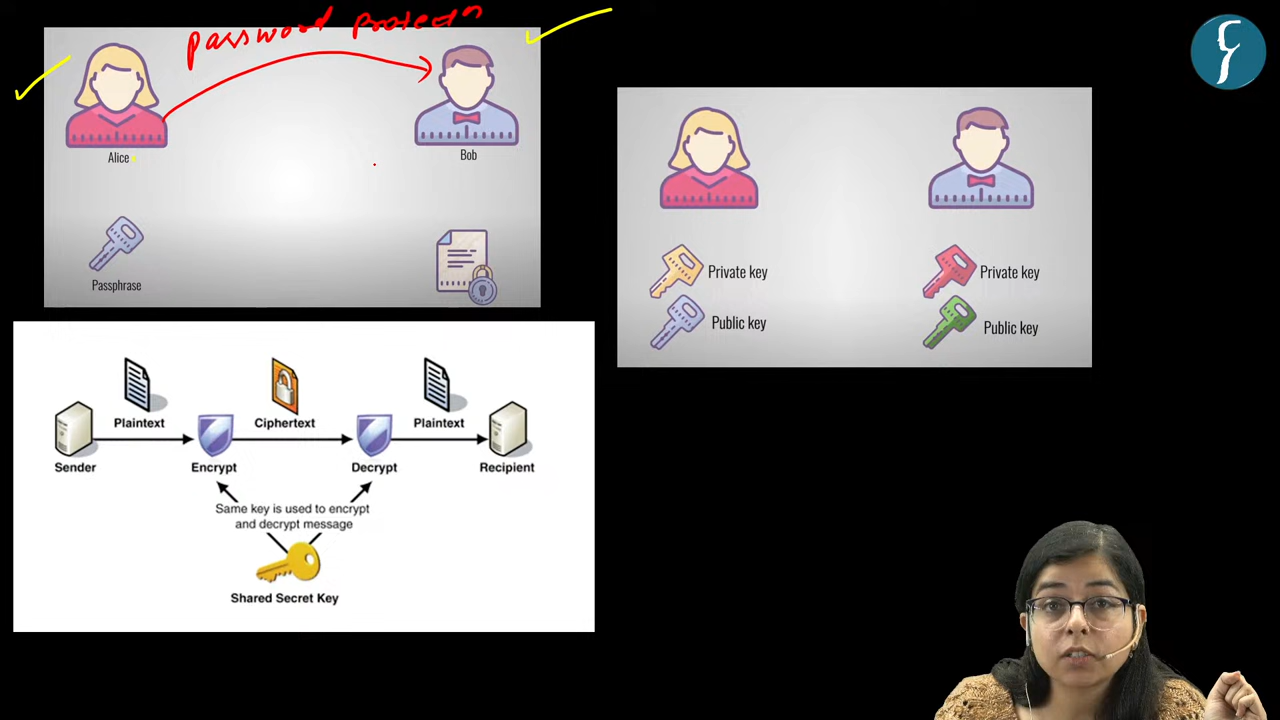 password
Alice
Bob
Passphrase
Private key
Public key
Private key
Public key
Plaintext
Ciphertext
Plaintext
Sender
Encrypt
Decrypt
Recipient
Same key is used to encrypt
and decrypt message
Shared Secret Key